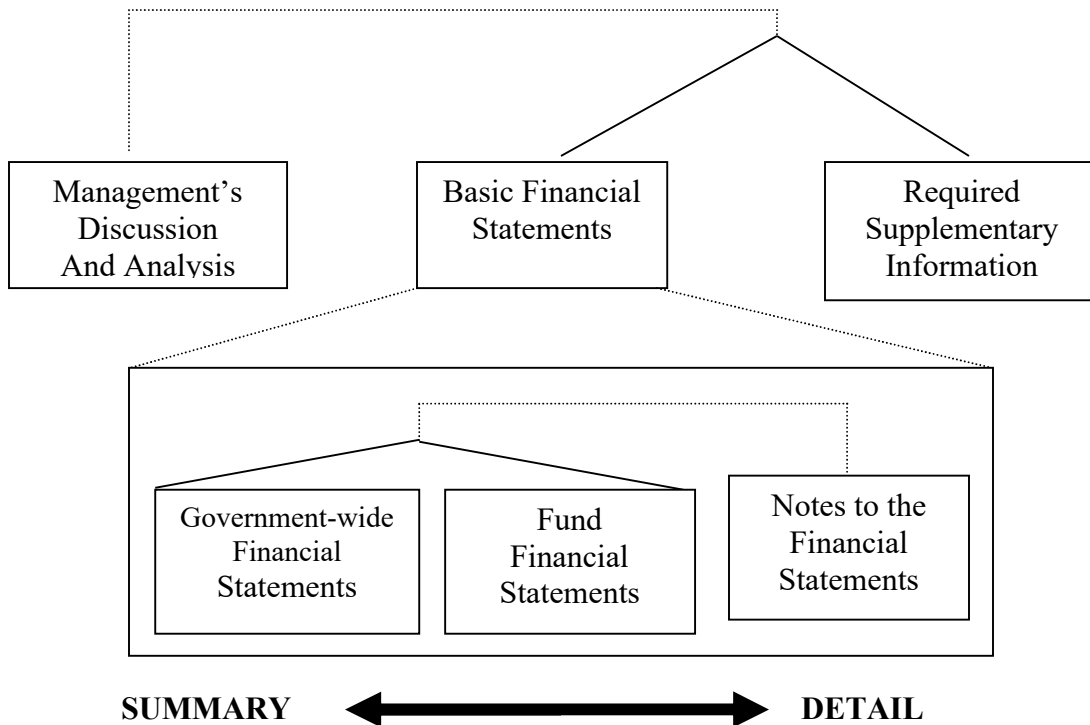 Management’s
Discussion
And Analysis
Basic Financial
Statements
Required
Supplementary
Information
Government-wide
Financial
Statements
Fund
Financial
Statements
Notes to the
Financial
Statements
SUMMARY
DETAIL